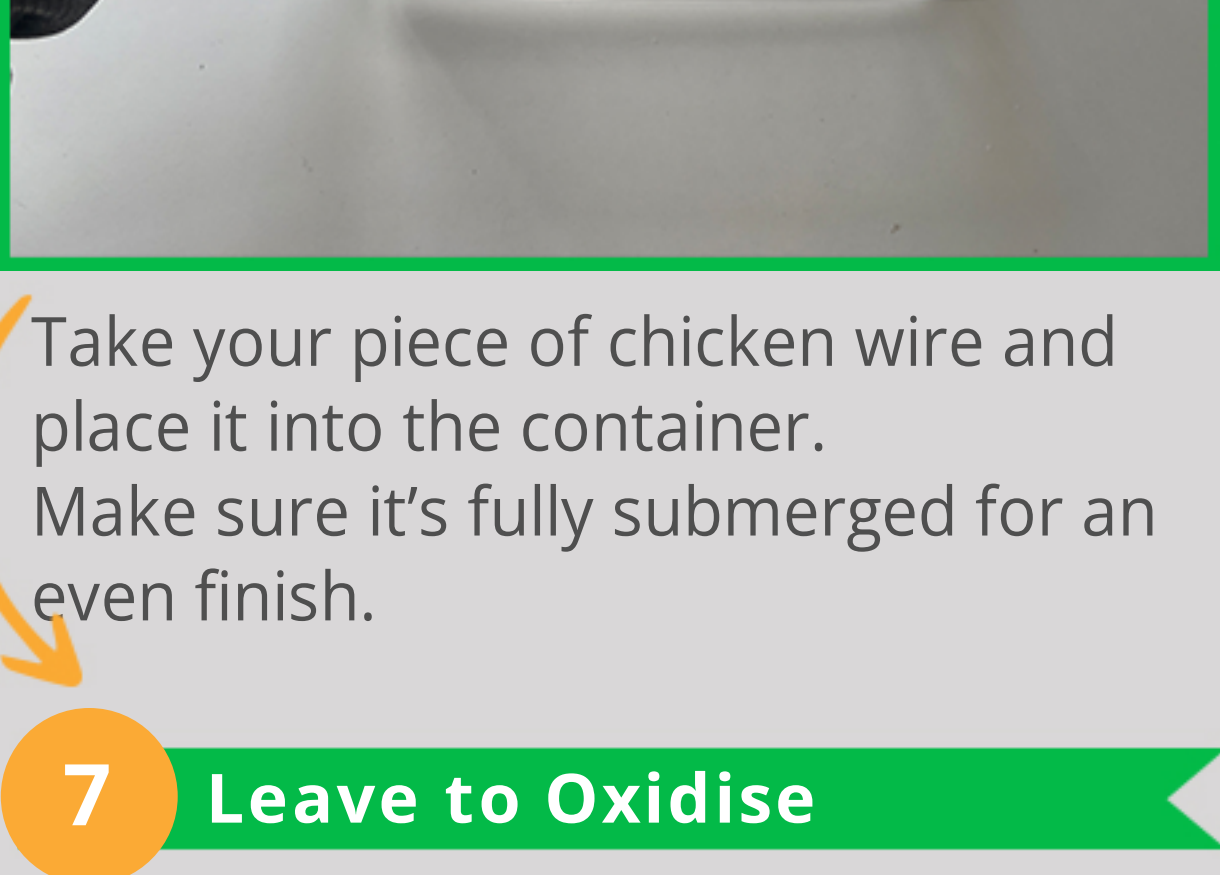 Take your piece of chicken wire and
place it into the container.
Make sure it’s fully submerged for an
even finish.
7
Leave to Oxidise